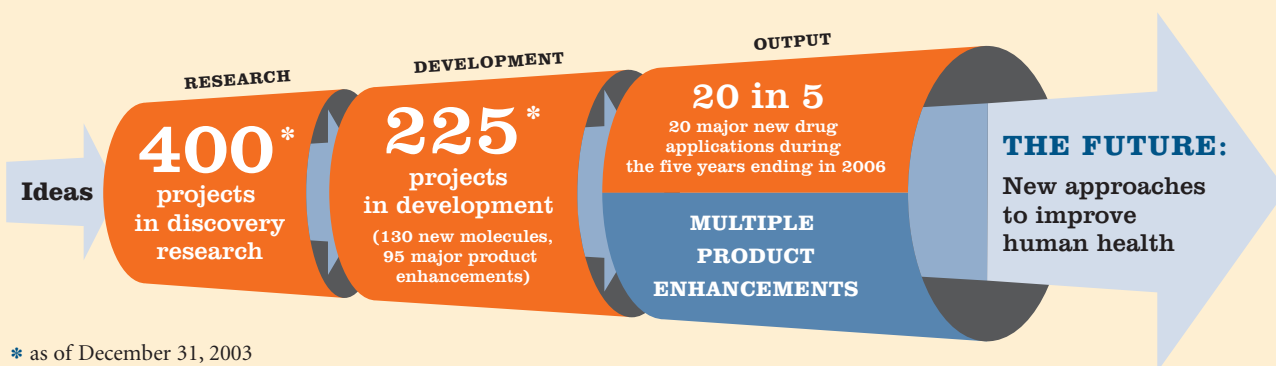 RESEARCH
DEVELOPMENT
OUTPUT
Ideas
400*
projects
in discovery
research
225*
projects
in development
(130 new molecules,
95 major product
enhancements)
20 in 5
20 major new drug
applications during
the five years ending in 2006
MULTIPLE
PRODUCT
ENHANCEMENTS
THE FUTURE:
New approaches
to improve
human health
* as of December 31, 2003